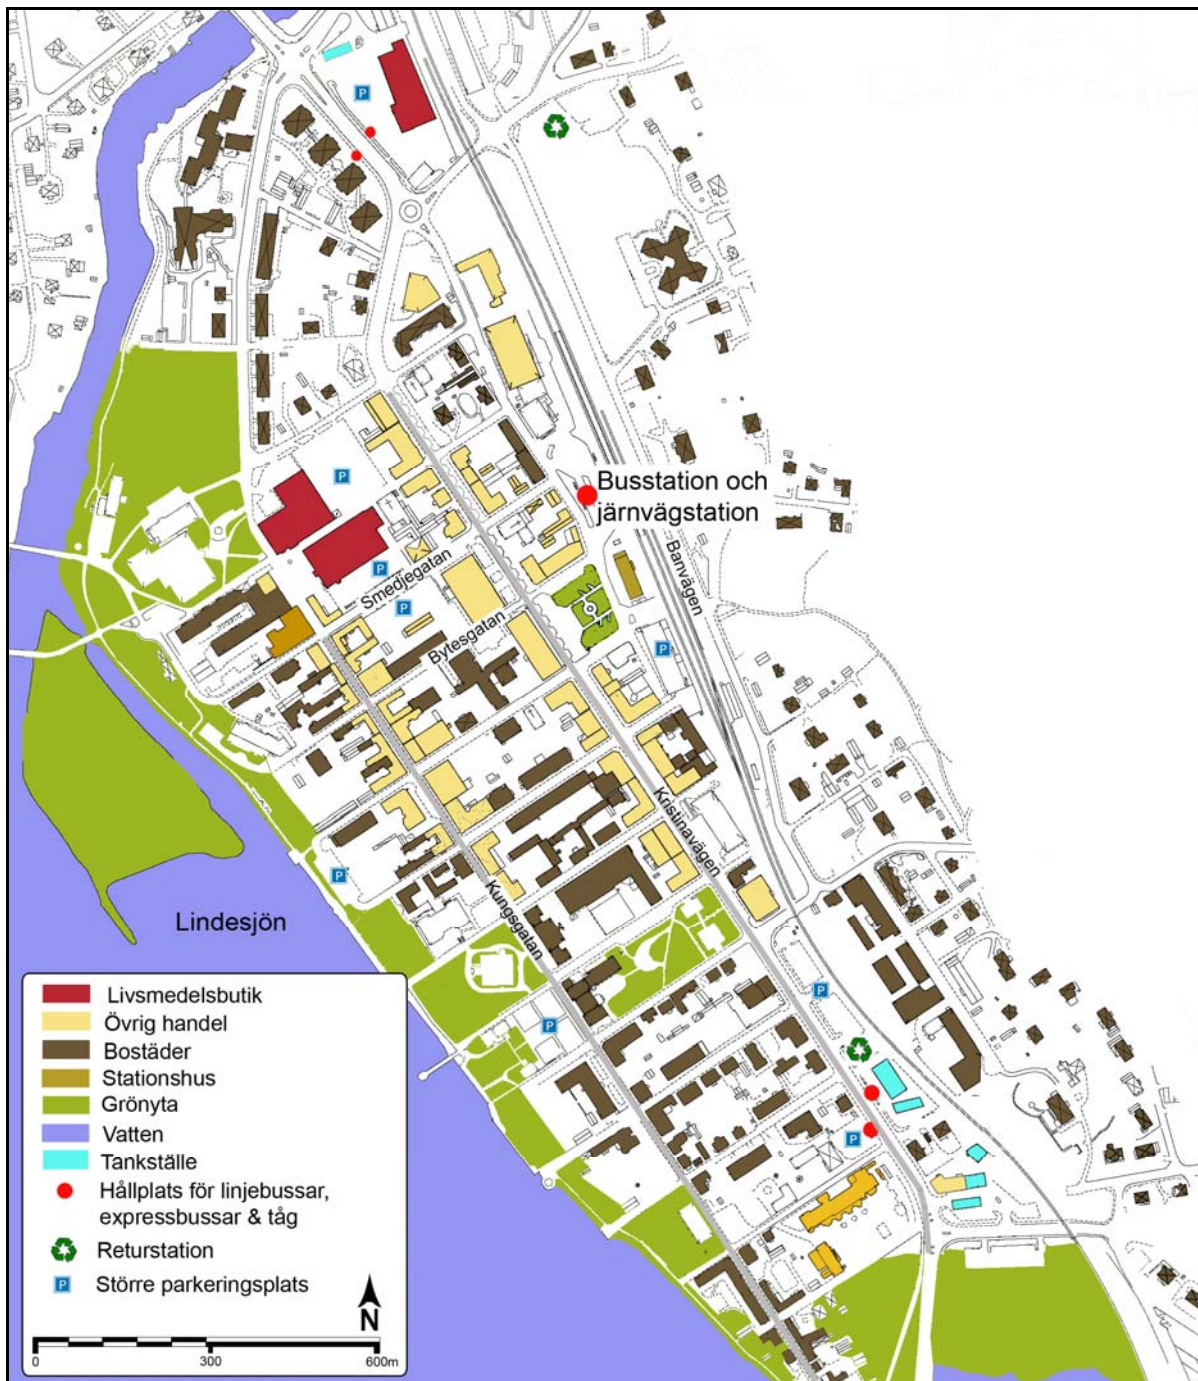 P
P
Busstation och
järnvägstation
Banvägen
P
Smedjegatan
P
Bytesgatan
P
Kristinavägen
P
Kungsgatan
Lindesjön
P
P
P
Livsmedelsbutik
Övrig handel
Bostäder
Stationshus
Grönyta
Vatten
Tankställe
Hållplats för linjebussar,
expressbussar & tåg
Returstation
P Större parkeringsplats
N
0 300 600m